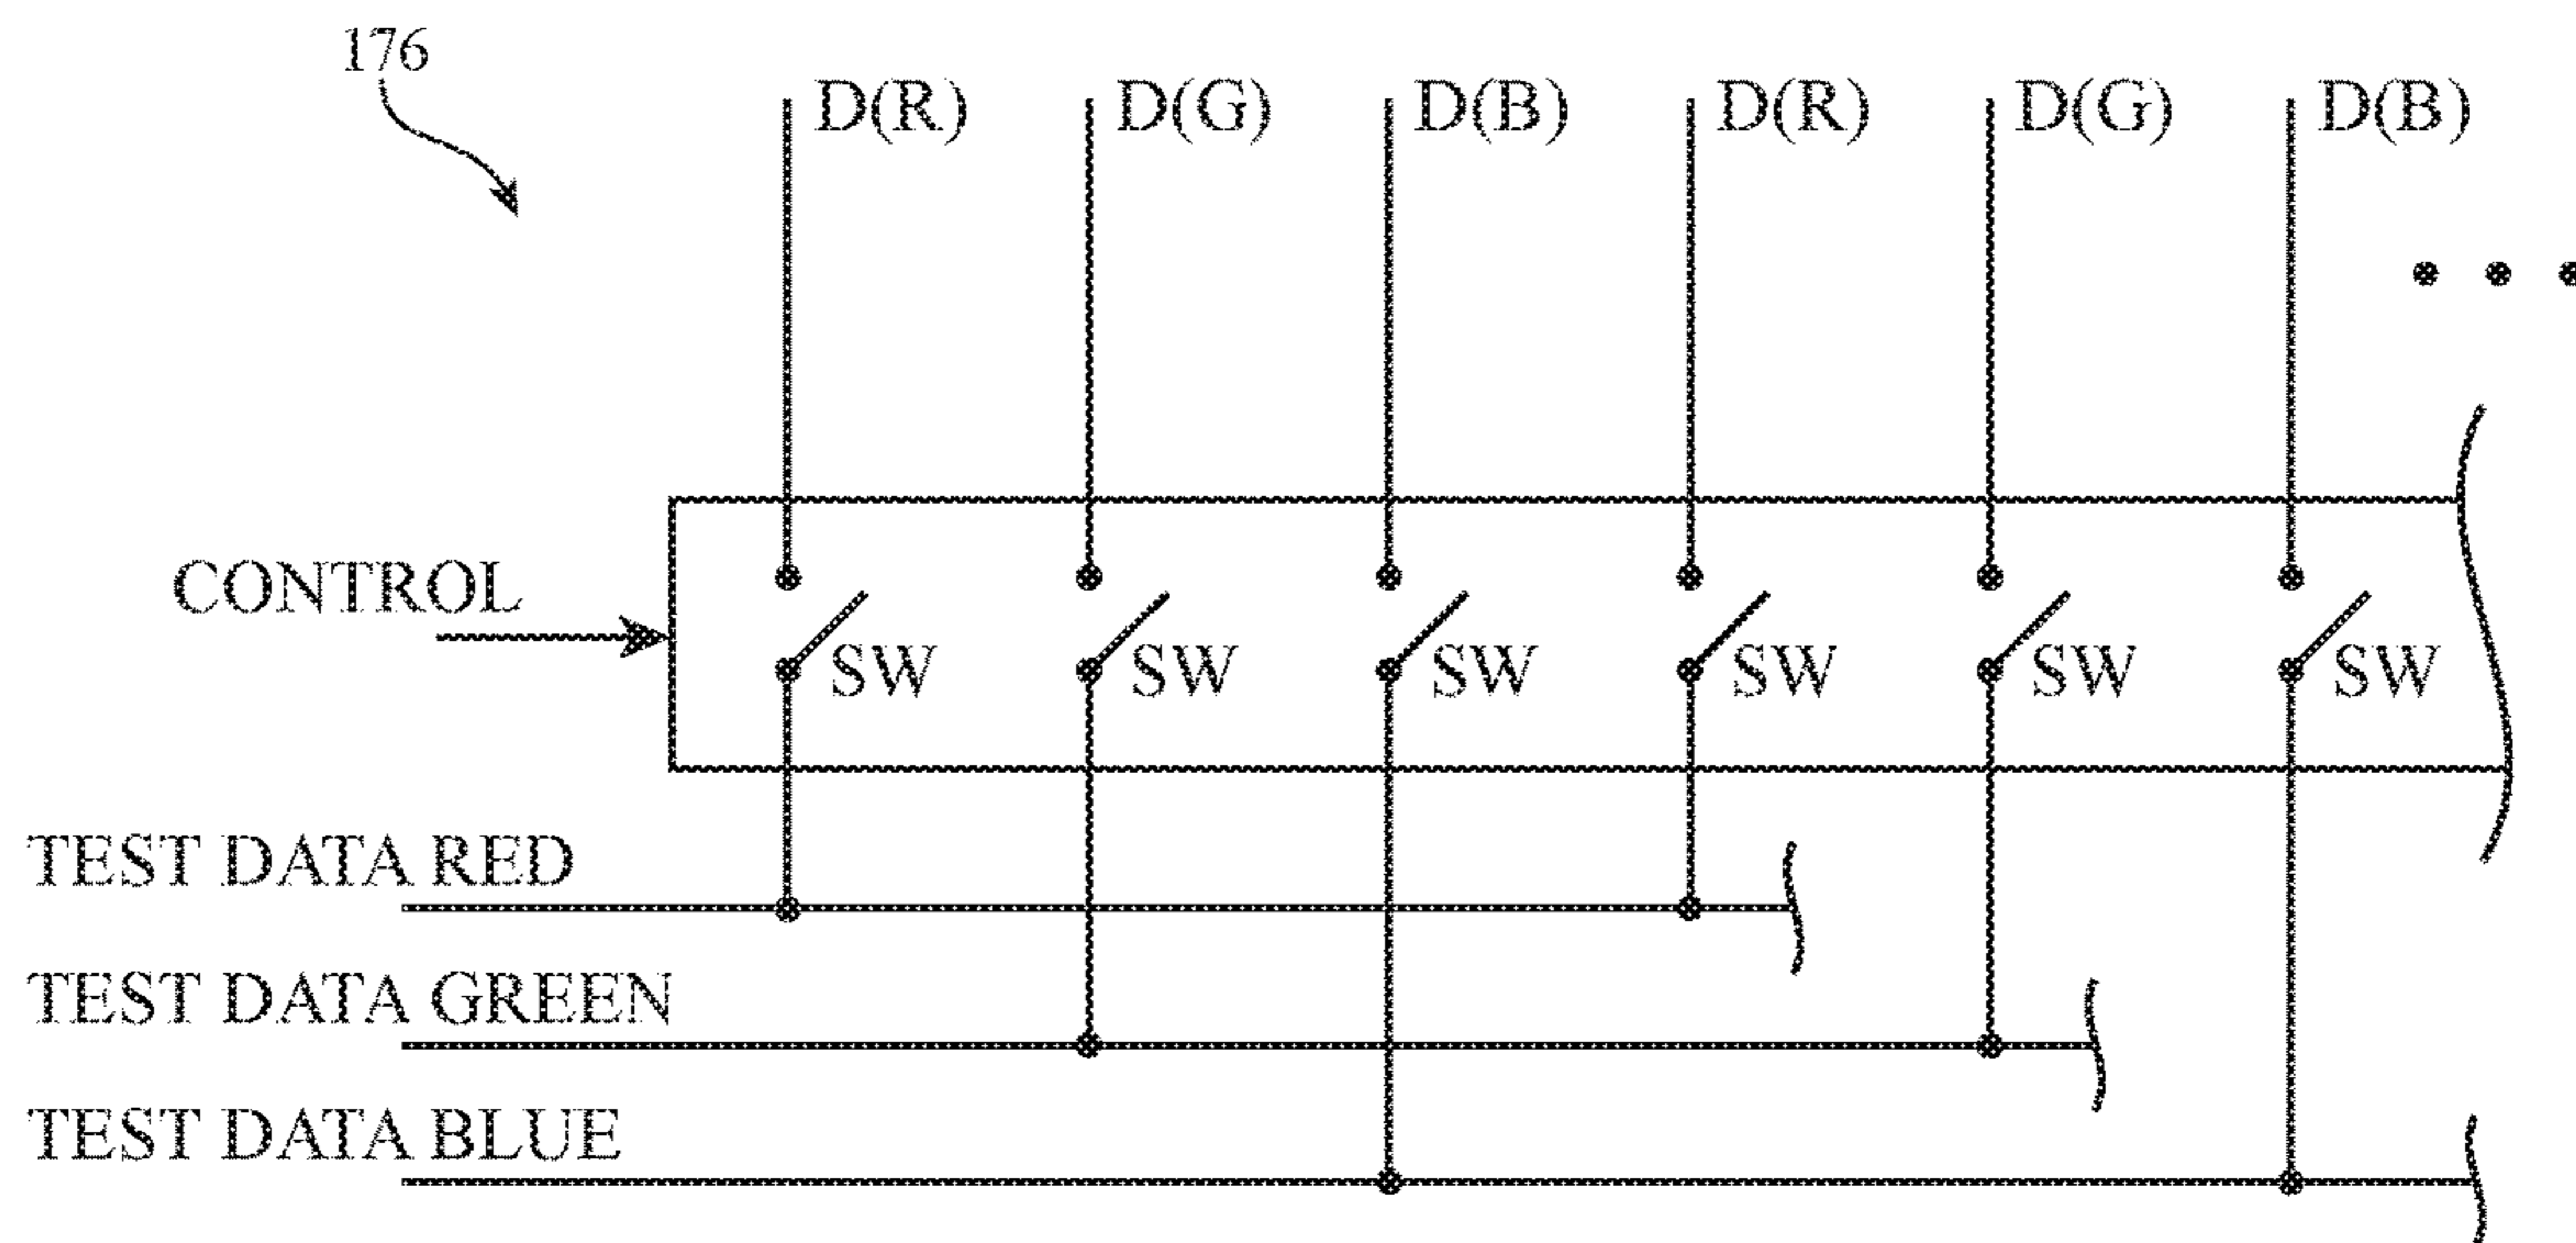 176
D(R) D(G) D(B) D(R) D(G) D(B)
CONTROL
SW SW SW SW SW SW
TEST DATA RED
TEST DATA GREEN
TEST DATA BLUE